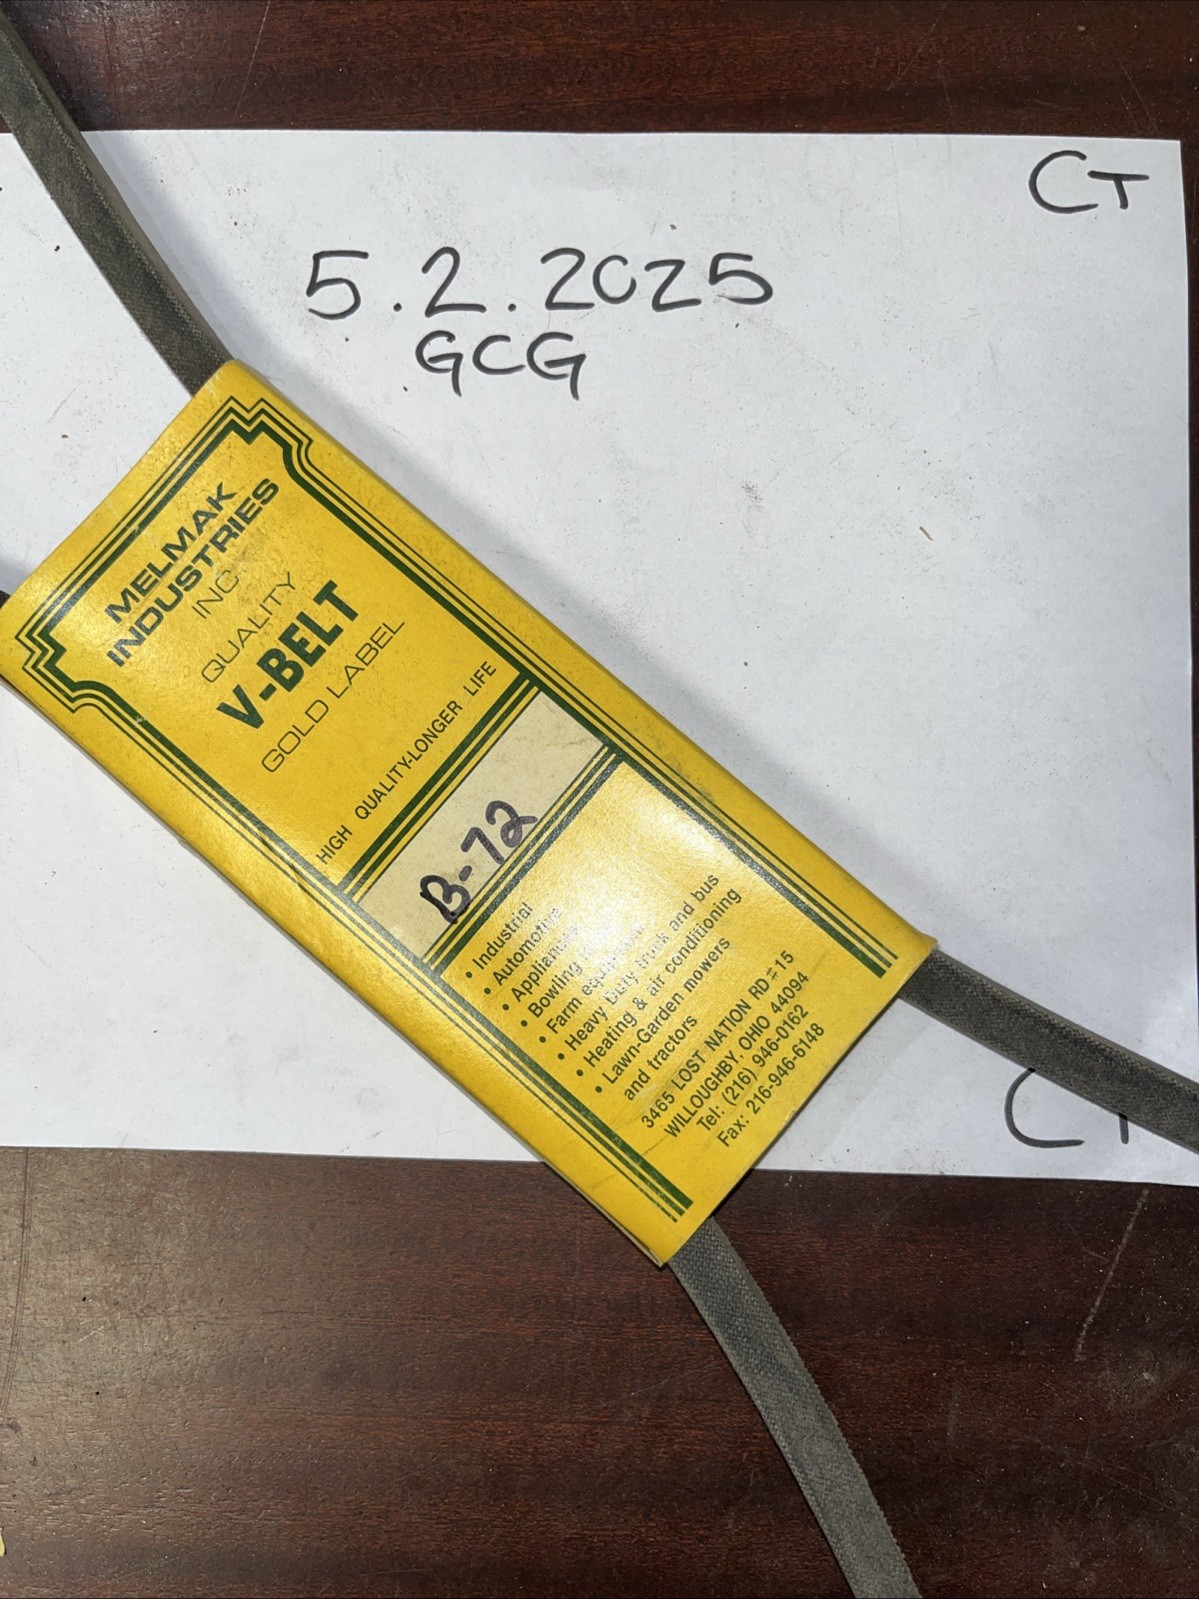 CT
5.2.2025
GCG
MELMAK
INDUSTRIES
INC
QUALITY
V-BELT
GOLD LABEL
HIGH QUALITY-LONGER LIFE
B-72
• Industrial
• Automotive
• Appliance
• Bowling
• Farm
• Heavy Duty truck and bus
• Heating & air conditioning
• Lawn-Garden mowers
and tractors
3465 LOST NATION RD #15
WILLOUGHBY, OHIO 44094
Tel: (216) 946-0162
Fax: 216-946-6148